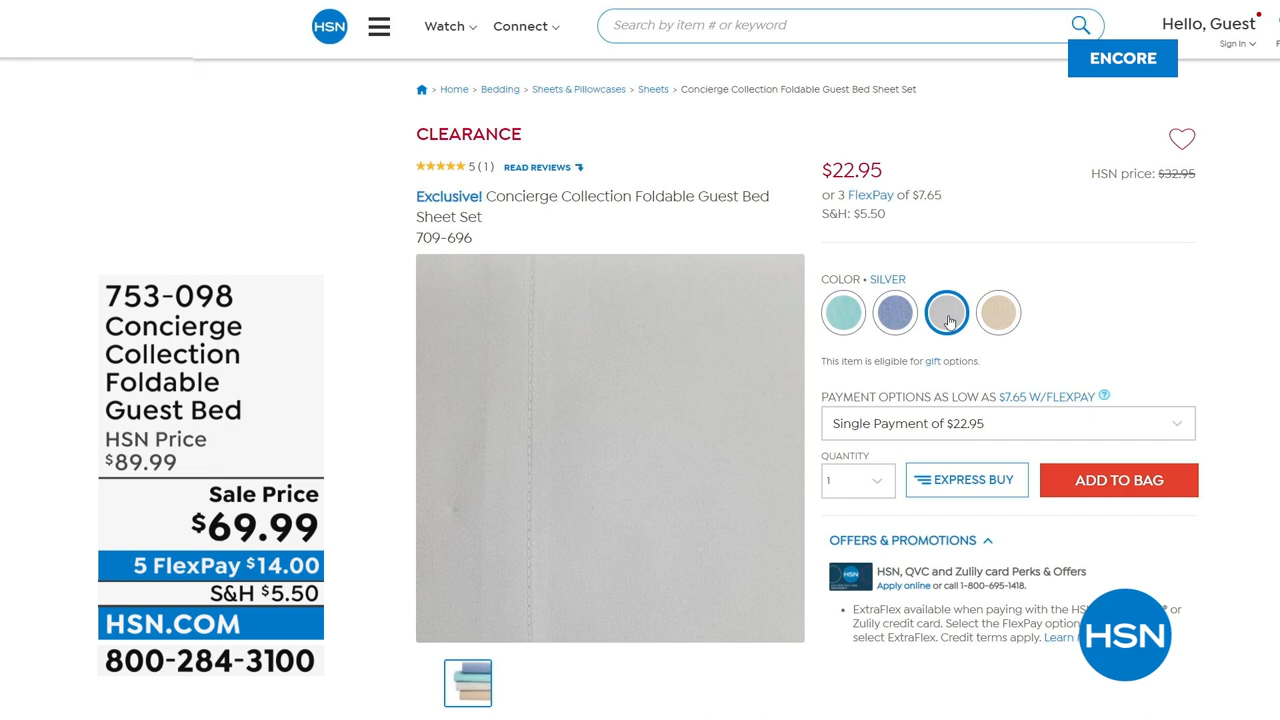 HSN
Watch
Connect
Search by item # or keyword
Hello, Guest
Sign In
ENCORE
> Home > Bedding > Sheets & Pillowcases > Sheets > Concierge Collection Foldable Guest Bed Sheet Set
CLEARANCE
5 (1) READ REVIEWS
Exclusive! Concierge Collection Foldable Guest Bed
Sheet Set
709-696
$22.95
HSN price: $32.95
or 3 FlexPay of $7.65
S&H: $5.50
COLOR • SILVER
This item is eligible for gift options.
PAYMENT OPTIONS AS LOW AS $7.65 W/FLEXPAY ?
Single Payment of $22.95
QUANTITY
1
EXPRESS BUY
ADD TO BAG
OFFERS & PROMOTIONS
HSN
HSN, QVC and Zulily card Perks & Offers
Apply online or call 1-800-695-1418.
• ExtraFlex available when paying with the HS
or
Zulily credit card. Select the FlexPay option
select ExtraFlex. Credit terms apply. Learn
HSN
753-098
Concierge
Collection
Foldable
Guest Bed
HSN Price
$89.99
Sale Price
$69.99
5 FlexPay $14.00
S&H $5.50
HSN.COM
800-284-3100